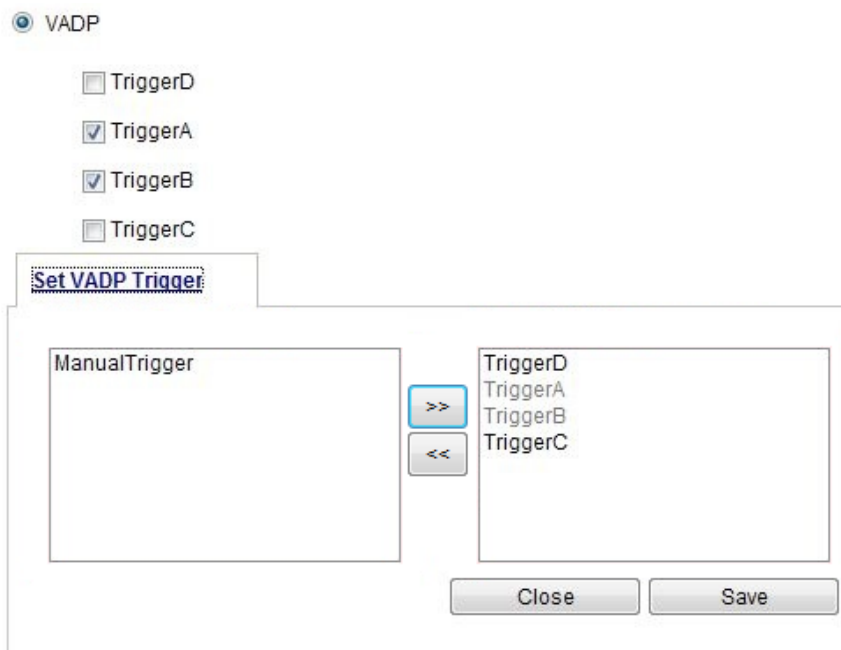 VADP
TriggerD
TriggerA
TriggerB
TriggerC
Set VADP Trigger
ManualTrigger
TriggerD
TriggerA
TriggerB
TriggerC
>>
<<
Close Save